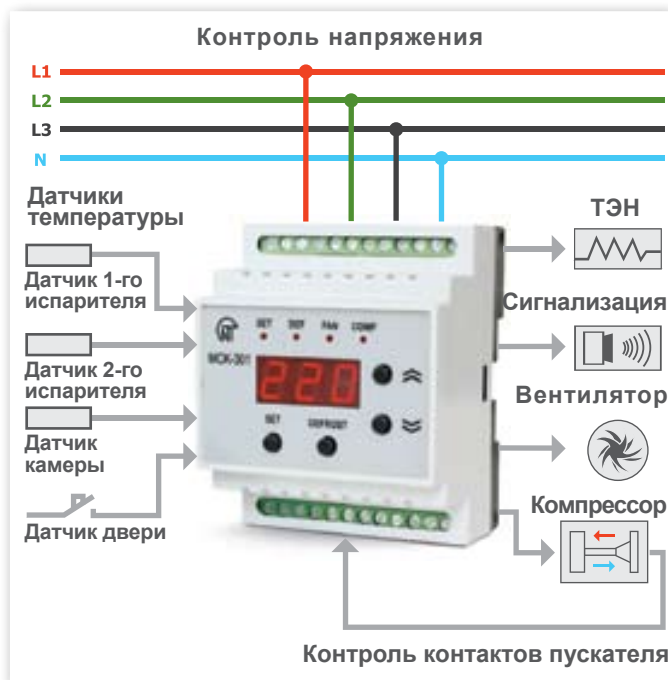 Контроль напряжения
L1
L2
L3
N
Датчики
температуры
Датчик 1-го
испарителя
Датчик 2-го
испарителя
Датчик
камеры
Датчик двери
SET DEF FAN COMP
МСК-301
220
SET DEFROST
ТЭН
Сигнализация
Вентилятор
Компрессор
Контроль контактов пускателя